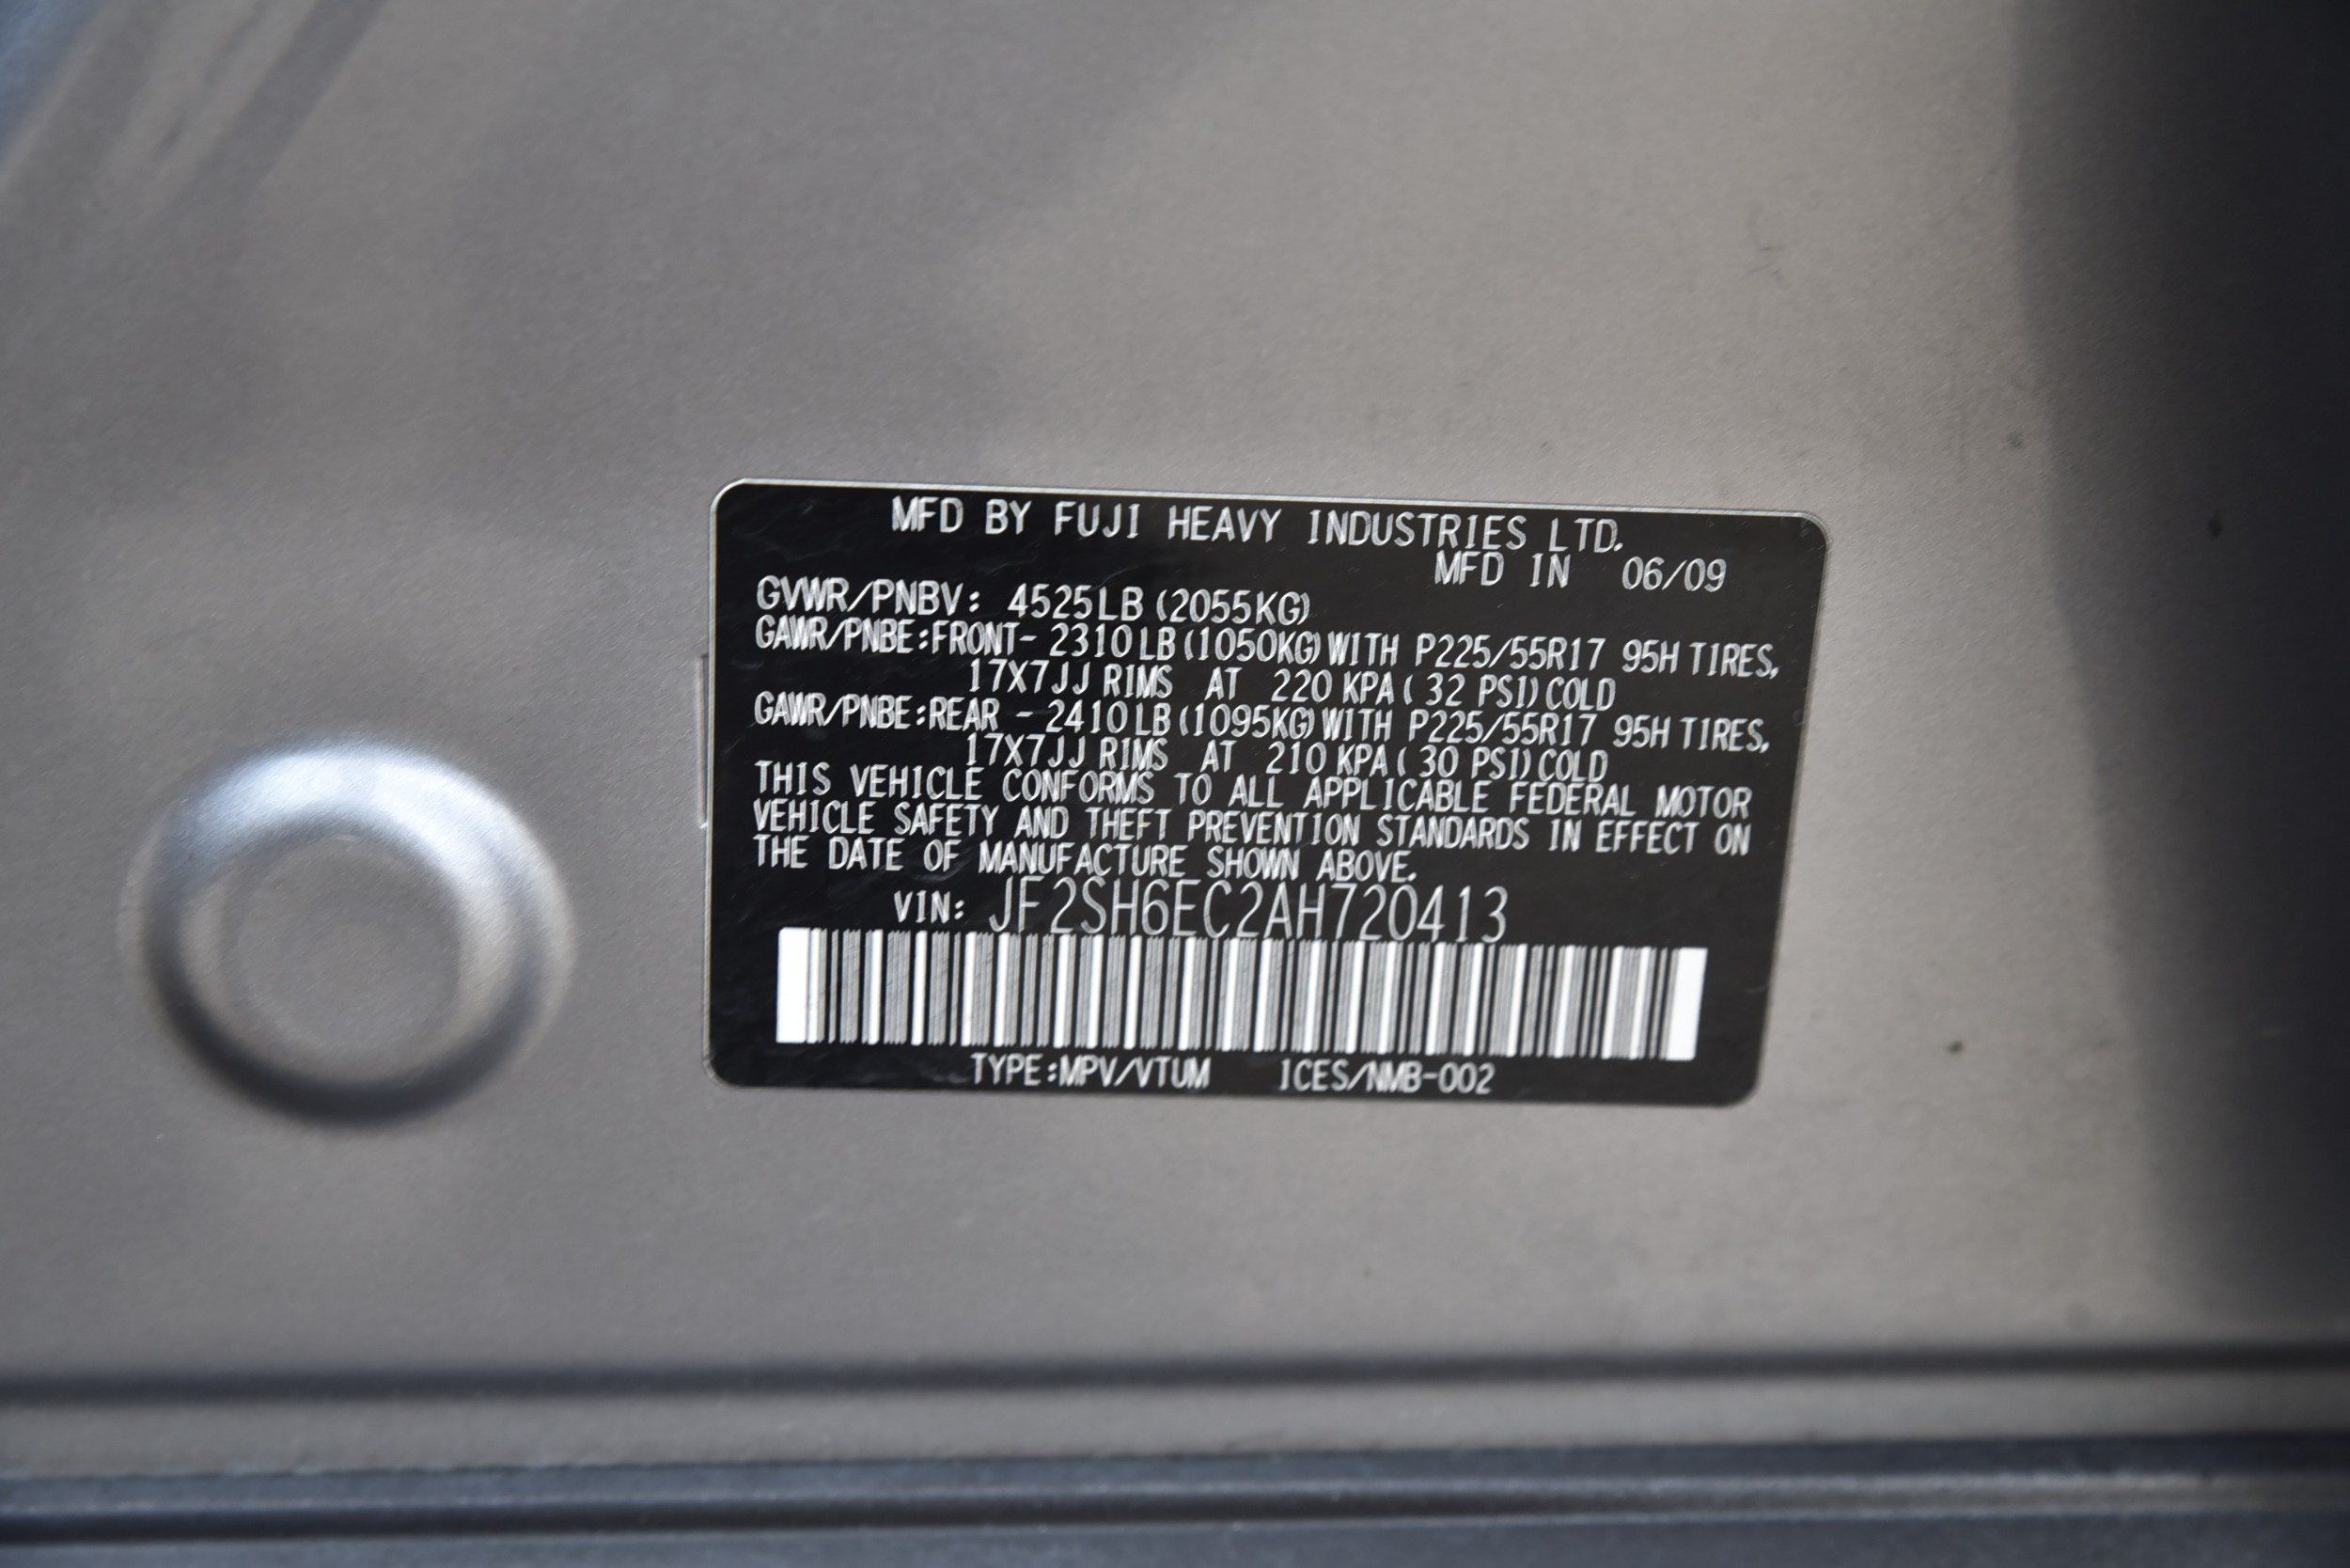 MFD BY FUJI HEAVY INDUSTRIES LTD.
MFD IN 06/09
GVWR/PNBV: 4525LB (2055KG)
GAWR/PNBE:FRONT- 2310LB(1050KG)WITH P225/55R17 95H TIRES,
17X7JJ RIMS AT 220 KPA( 32 PSI)COLD
GAWR/PNBE:REAR - 2410LB(1095KG)WITH P225/55R17 95H TIRES,
17X7JJ RIMS AT 210 KPA( 30 PSI)COLD
THIS VEHICLE CONFORMS TO ALL APPLICABLE FEDERAL MOTOR
VEHICLE SAFETY AND THEFT PREVENTION STANDARDS IN EFFECT ON
THE DATE OF MANUFACTURE SHOWN ABOVE.
VIN: JF2SH6EC2AH720413
TYPE:MPV/VTUM ICES/NMB-002